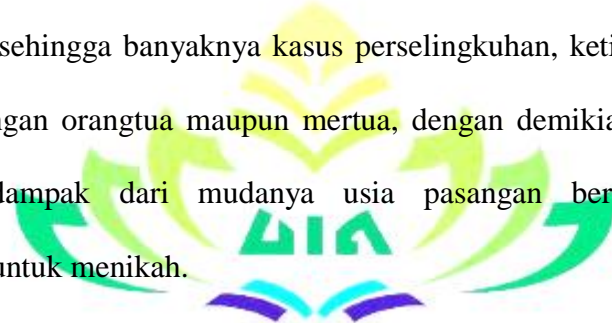 sehingga banyaknya kasus perselingkuhan, keti
ngan orangtua maupun mertua, dengan demikia
dampak dari mudanya usia pasangan ber
untuk menikah.
UIN